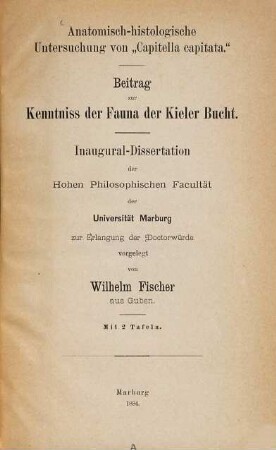 Anatomisch-histologische
Untersuchung von „Capitella capitata."
Beitrag
zur
Kenntniss der Fauna der Kieler Bucht.
Inaugural-Dissertation
der
Hohen Philosophischen Facultät
der
Universität Marburg
zur Erlangung der Doctorwürde
vorgelegt
von
Wilhelm Fischer
aus Guben.
Mit 2 Tafeln.
Marburg
1884.
A